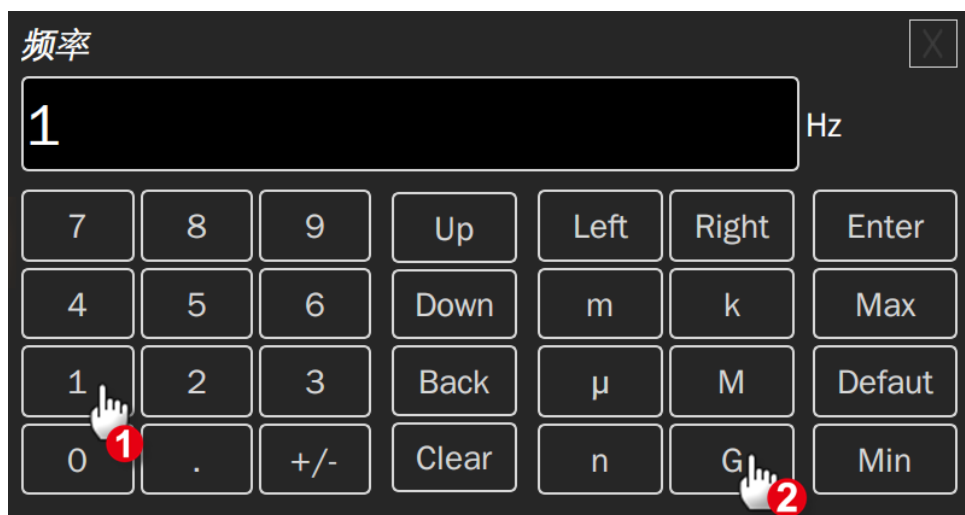 频率 X
1 Hz
7 8 9 Up Left Right Enter
4 5 6 Down m k Max
1 2 3 Back µ M Defaut
0 . +/- Clear n G Min
1
2